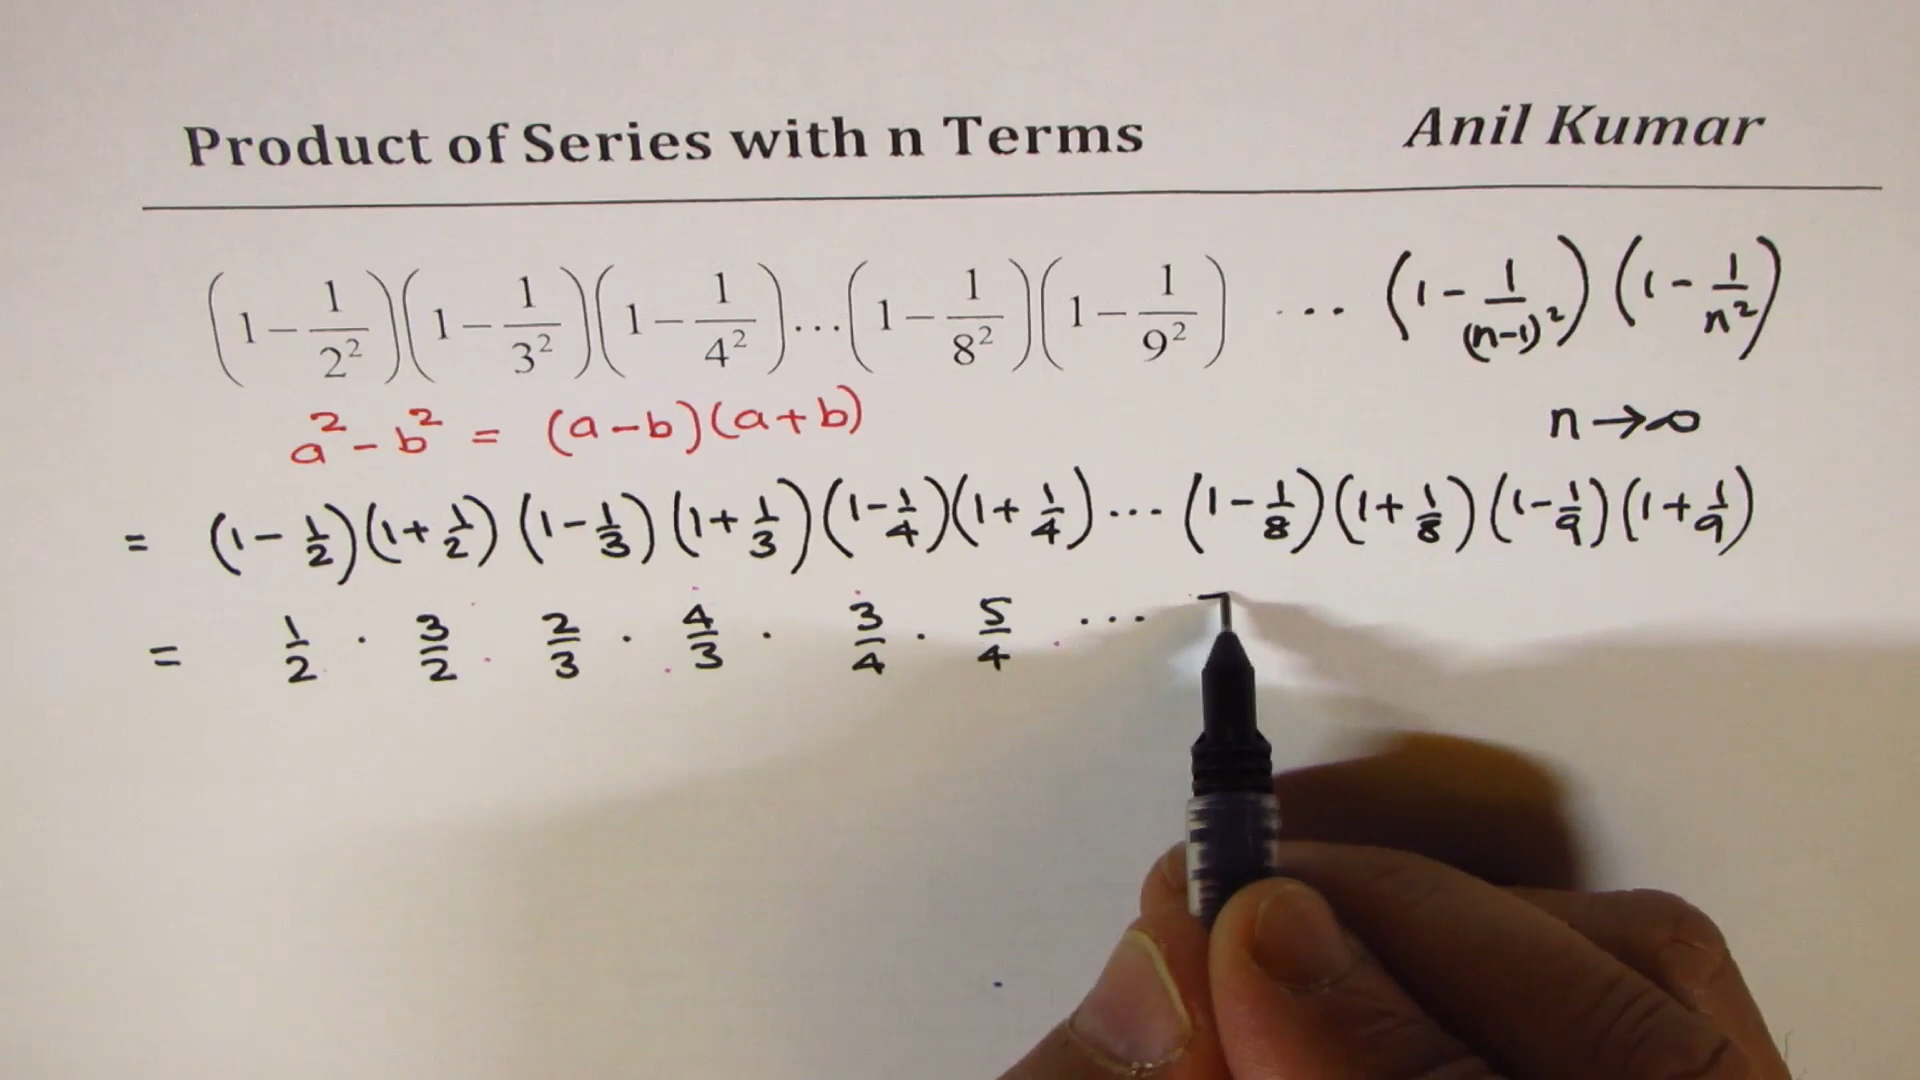 Product of Series with n Terms Anil Kumar
(1 − 1/2²)(1 − 1/3²)(1 − 1/4²)…(1 − 1/8²)(1 − 1/9²) … (1 − 1/(n−1)²)(1 − 1/n²)
a² − b² = (a−b)(a+b) n→∞
= (1 − 1/2)(1 + 1/2)(1 − 1/3)(1 + 1/3)(1 − 1/4)(1 + 1/4) … (1 − 1/8)(1 + 1/8)(1 − 1/9)(1 + 1/9)
= 1/2 · 3/2 2/3 · 4/3 · 3/4 · 5/4 …